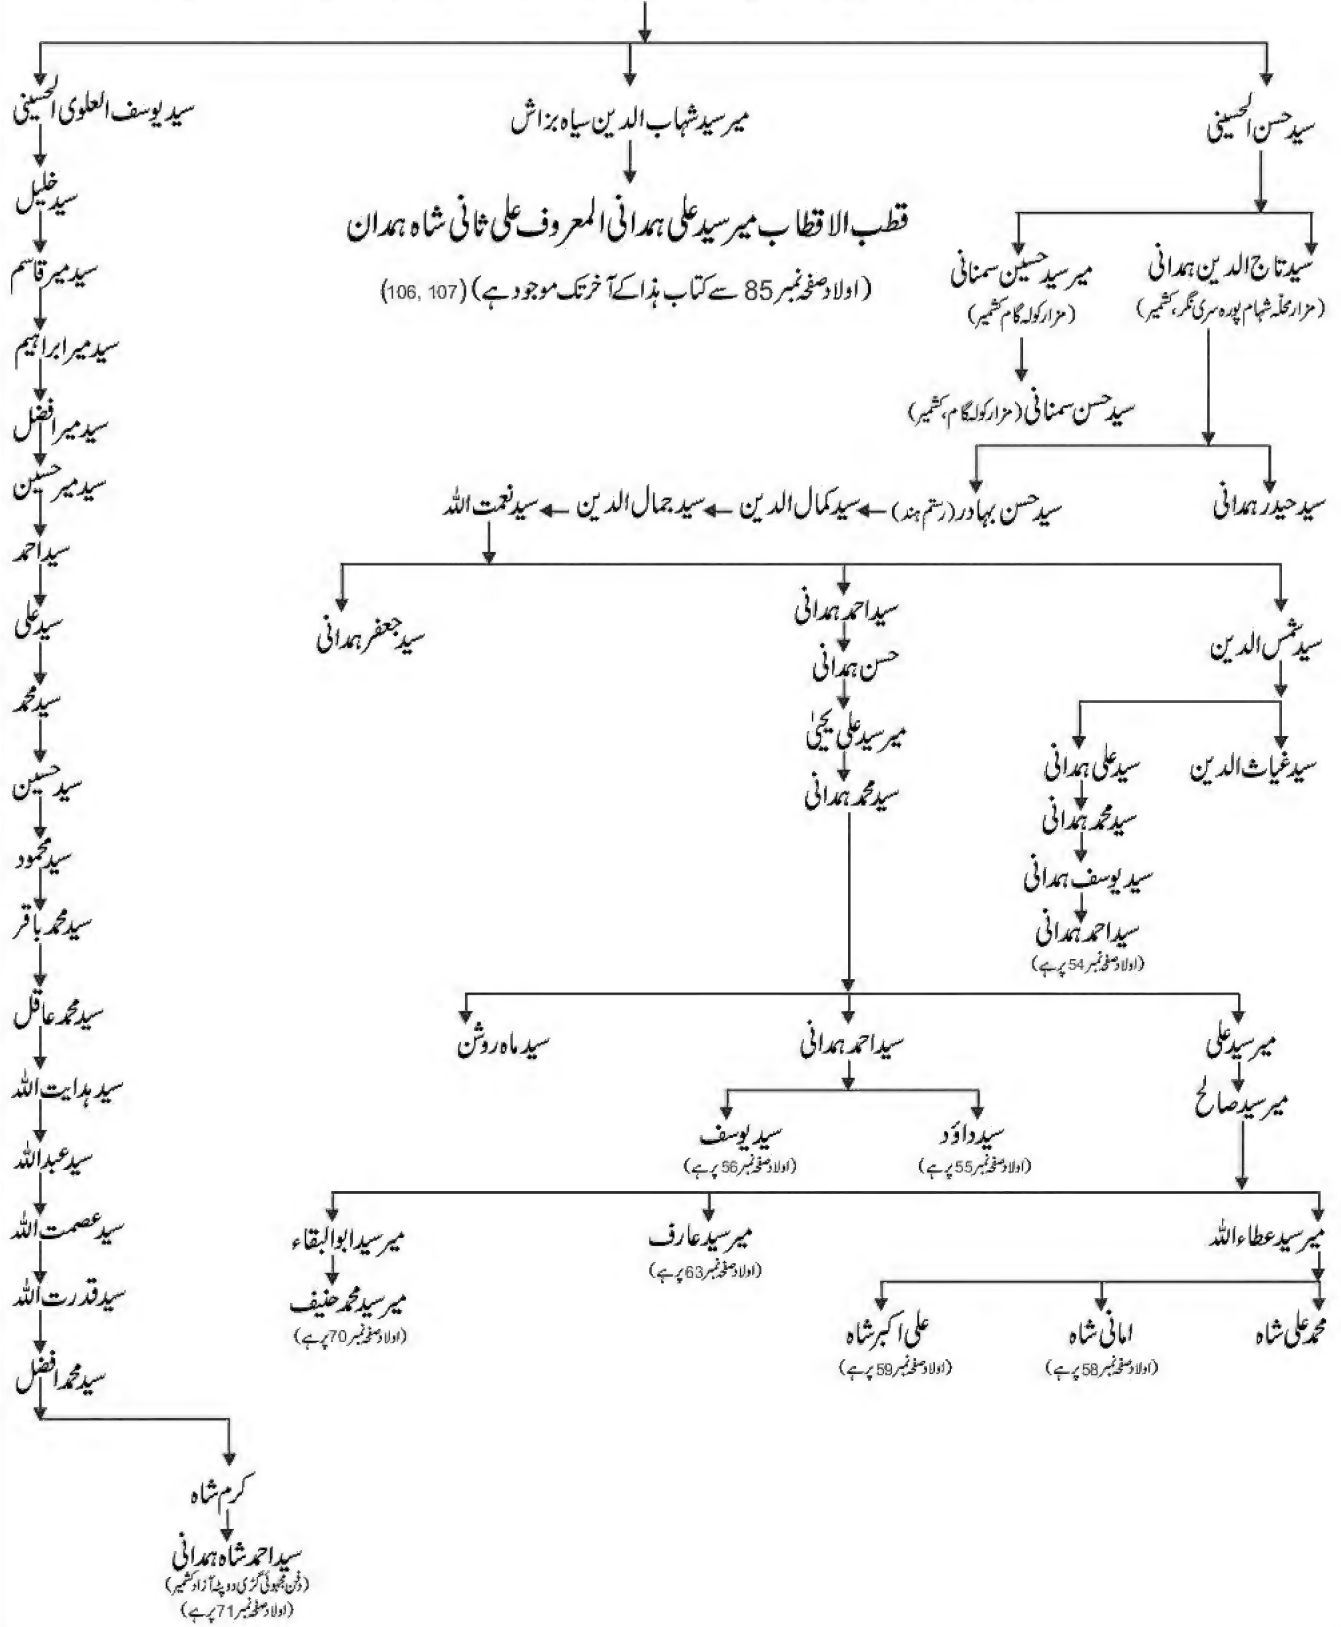 سید حسن الحسینی
میر سید شہاب الدین سیاہ بزاش
سید یوسف العلوی الحسینی
قطب الاقطاب میر سید علی ہمدانی المعروف علی ثانی شاہ ہمدان
(اولاد صفحہ نمبر 85 سے کتاب ہذا کے آخر تک موجود ہے) (106, 107)
سید تاج الدین ہمدانی
(مزار محلّہ شہام پورہ سری نگر، کشمیر)
میر سید حسین سمنانی
(مزار کولہ گام کشمیر)
سید حسن سمنانی (مزار کولہ گام، کشمیر)
سید حیدر ہمدانی
سید حسن بہادر (رستم ہند) ← سید کمال الدین ← سید جمال الدین ← سید نعمت اللہ
سید شمس الدین
سید احمد ہمدانی
سید جعفر ہمدانی
حسن ہمدانی
میر سید علی یحییٰ
سید محمد ہمدانی
سید غیاث الدین
سید علی ہمدانی
سید محمد ہمدانی
سید یوسف ہمدانی
سید احمد ہمدانی
(اولاد صفحہ نمبر 54 پر ہے)
میر سید علی
سید احمد ہمدانی
سید ماہ روشن
میر سید صالح
سید داؤد
(اولاد صفحہ نمبر 55 پر ہے)
سید یوسف
(اولاد صفحہ نمبر 56 پر ہے)
میر سید عطاء اللہ
میر سید عارف
(اولاد صفحہ نمبر 63 پر ہے)
میر سید ابوالبقاء
میر سید محمد حنیف
(اولاد صفحہ نمبر 70 پر ہے)
محمد علی شاہ
امانی شاہ
(اولاد صفحہ نمبر 58 پر ہے)
علی اکبر شاہ
(اولاد صفحہ نمبر 59 پر ہے)
سید خلیل
سید میر قاسم
سید میر ابراہیم
سید میر افضل
سید میر حسین
سید احمد
سید علی
سید محمد
سید حسین
سید محمود
سید محمد باقر
سید محمد عاقل
سید ہدایت اللہ
سید عبداللہ
سید عصمت اللہ
سید قدرت اللہ
سید محمد افضل
کرم شاہ
سید احمد شاہ ہمدانی
گڑی دوپٹہ آزاد کشمیر)
(اولاد صفحہ نمبر 71 پر ہے)